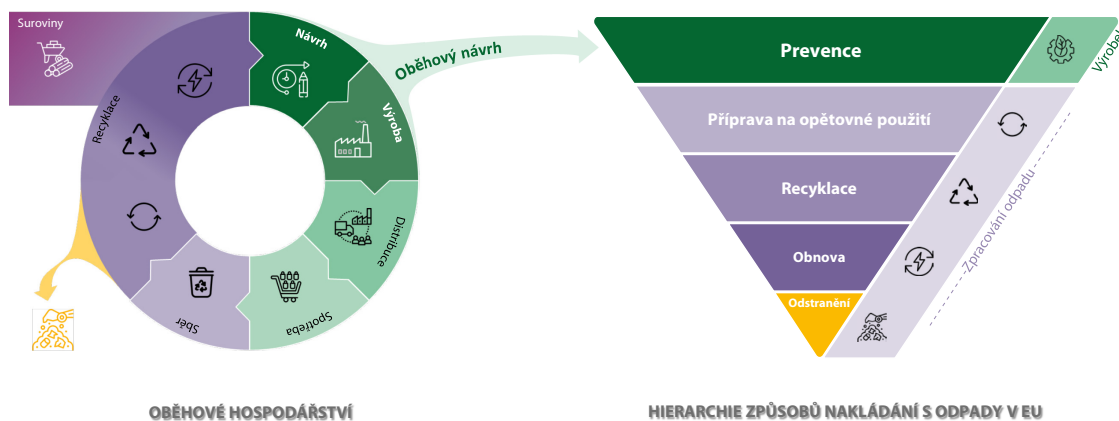 Suroviny
Návrh
Výroba
Distribuce
Spotřeba
Sběr
Recyklace
Oběhový návrh
Prevence
Výrobek
Příprava na opětovné použití
Recyklace
Obnova
Odstranění
Zpracování odpadu
OBĚHOVÉ HOSPODÁŘSTVÍ
HIERARCHIE ZPŮSOBŮ NAKLÁDÁNÍ S ODPADY V EU